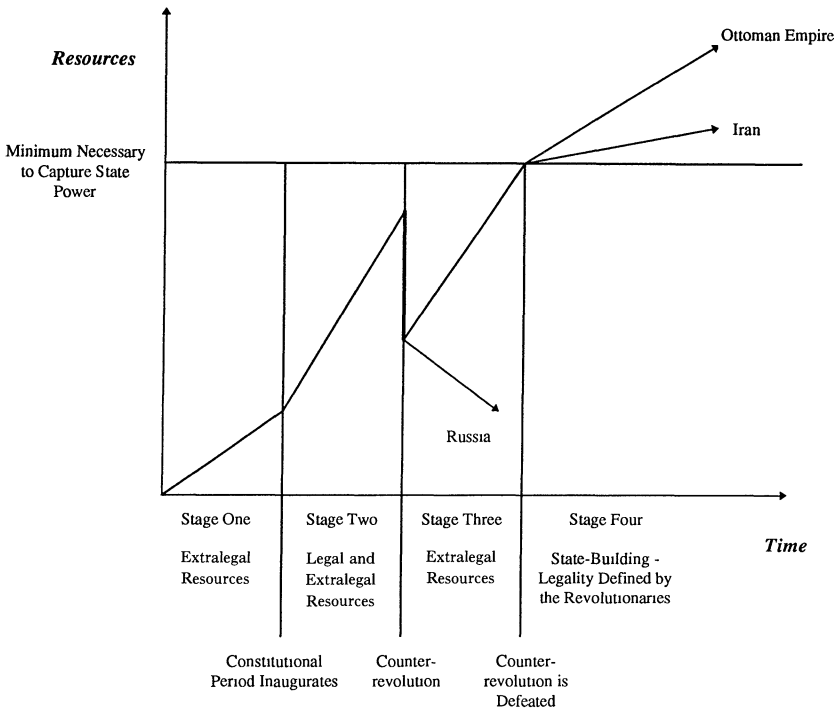 Ottoman Empire
Resources
Iran
Minimum Necessary
to Capture State
Power
Russia
Stage One
Stage Two
Stage Three
Stage Four
Time
Extralegal
Resources
Legal and
Extralegal
Resources
Extralegal
Resources
State-Building -
Legality Defined by
the Revolutionaries
Constitutional
Period Inaugurates
Counter-
revolution
Counter-
revolution is
Defeated